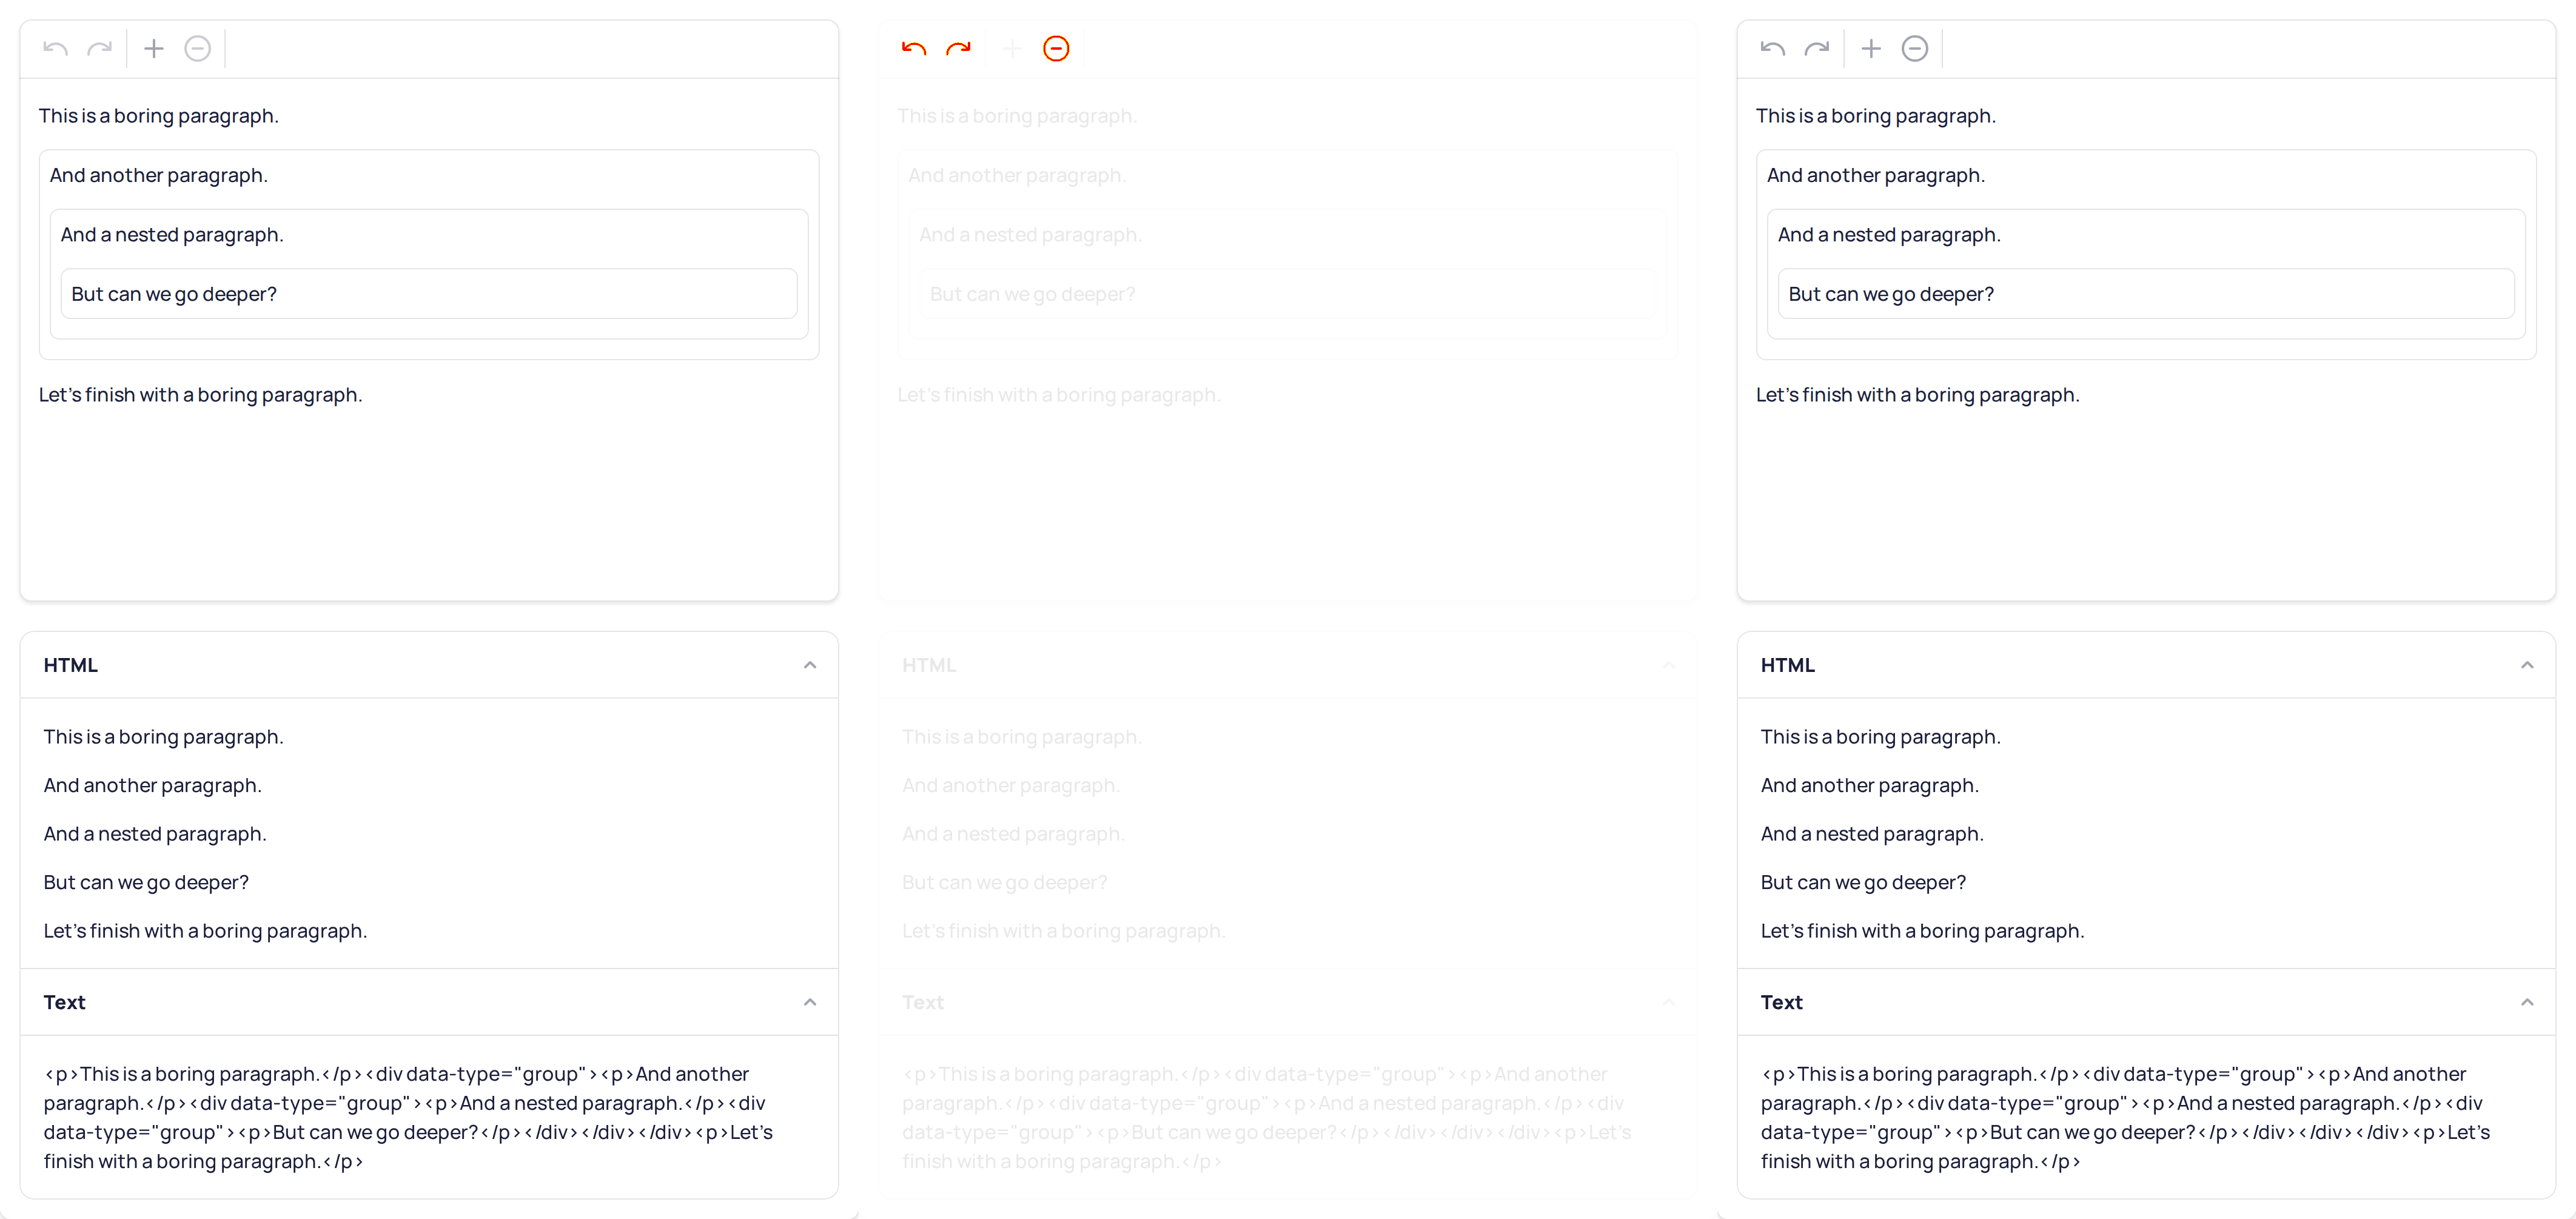 This is a boring paragraph.
And another paragraph.
And a nested paragraph.
But can we go deeper?
Let's finish with a boring paragraph.
HTML
This is a boring paragraph.
And another paragraph.
And a nested paragraph.
But can we go deeper?
Let's finish with a boring paragraph.
Text
<p>This is a boring paragraph.</p><div data-type="group"><p>And another
paragraph.</p><div data-type="group"><p>And a nested paragraph.</p><div
data-type="group"><p>But can we go deeper?</p></div></div></div><p>Let's
finish with a boring paragraph.</p>
This is a boring paragraph.
And another paragraph.
And a nested paragraph.
But can we go deeper?
Let's finish with a boring paragraph.
HTML
This is a boring paragraph.
And another paragraph.
And a nested paragraph.
But can we go deeper?
Let's finish with a boring paragraph.
Text
<p>This is a boring paragraph.</p><div data-type="group"><p>And another
paragraph.</p><div data-type="group"><p>And a nested paragraph.</p><div
data-type="group"><p>But can we go deeper?</p></div></div></div><p>Let's
finish with a boring paragraph.</p>
This is a boring paragraph.
And another paragraph.
And a nested paragraph.
But can we go deeper?
Let's finish with a boring paragraph.
HTML
This is a boring paragraph.
And another paragraph.
And a nested paragraph.
But can we go deeper?
Let's finish with a boring paragraph.
Text
<p>This is a boring paragraph.</p><div data-type="group"><p>And another
paragraph.</p><div data-type="group"><p>And a nested paragraph.</p><div
data-type="group"><p>But can we go deeper?</p></div></div></div><p>Let's
finish with a boring paragraph.</p>